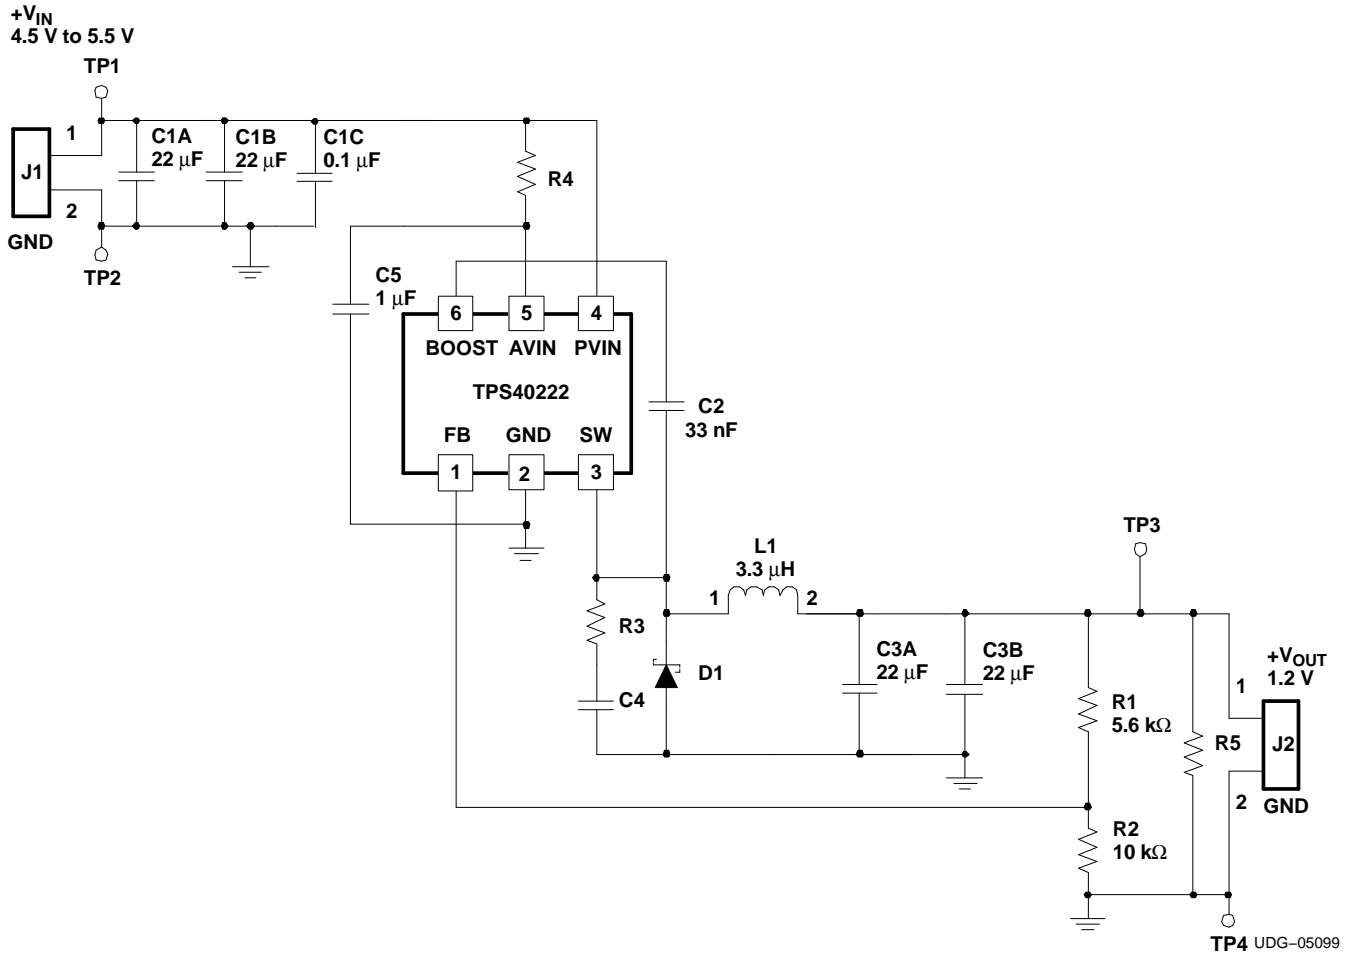 +VIN
4.5 V to 5.5 V
TP1
1
J1
2
GND
TP2
C1A
22 μF
C1B
22 μF
C1C
0.1 μF
R4
C5
1 μF
6
5
4
BOOST
AVIN
PVIN
TPS40222
FB
GND
SW
1
2
3
C2
33 nF
L1
3.3 μH
1
2
TP3
R3
C4
D1
C3A
22 μF
C3B
22 μF
R1
5.6 kΩ
R2
10 kΩ
R5
+VOUT
1.2 V
1
J2
2
GND
TP4
UDG–05099